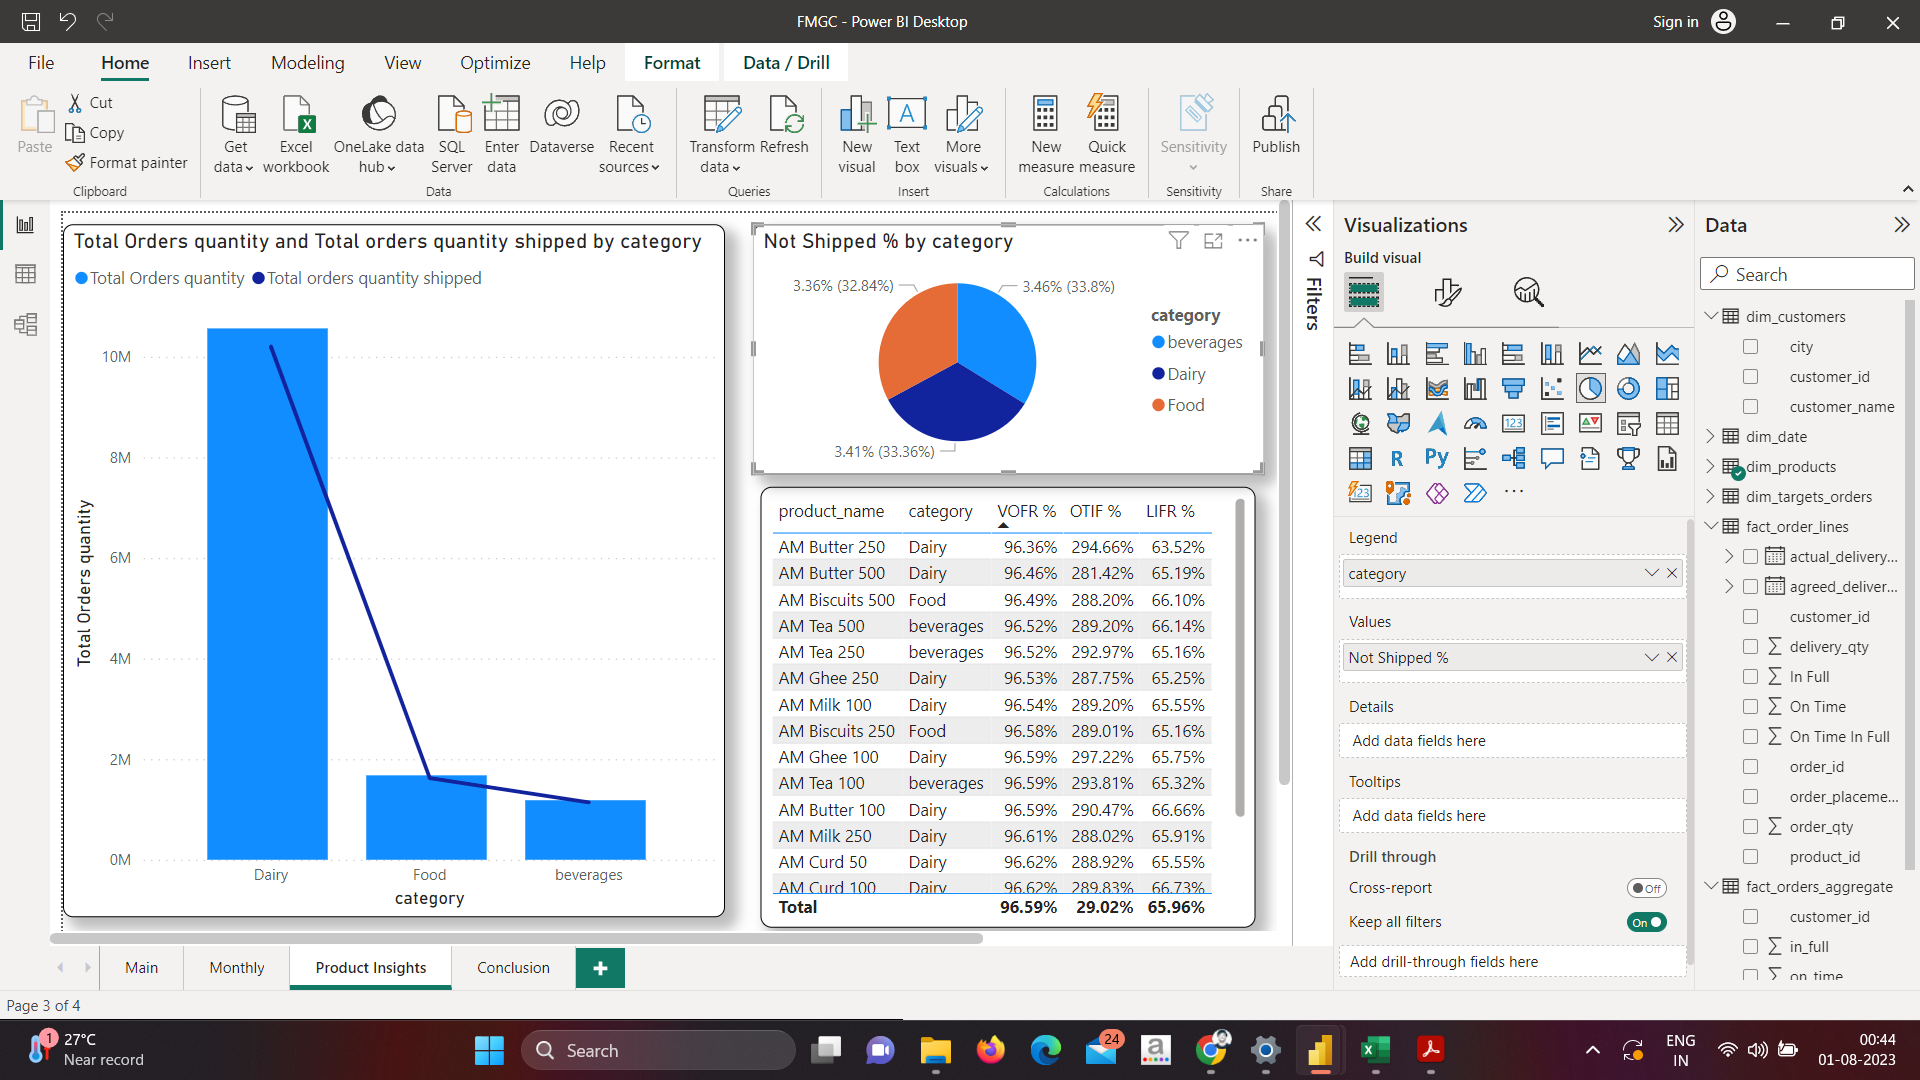 FMGC - Power BI Desktop
Sign in
File Home Insert Modeling View Optimize Help Format Data / Drill
Paste
Cut
Copy
Format painter
Clipboard
Get data
Excel workbook
OneLake data hub
SQL Server
Enter data
Dataverse
Recent sources
Data
Transform data
Refresh
Queries
New visual
Text box
More visuals
Insert
New measure
Quick measure
Calculations
Sensitivity
Sensitivity
Publish
Share
Total Orders quantity and Total orders quantity shipped by category
Total Orders quantity Total orders quantity shipped
10M
8M
6M
4M
2M
0M
Total Orders quantity
Dairy Food beverages
category
Not Shipped % by category
3.36% (32.84%)
3.46% (33.8%)
3.41% (33.36%)
category
beverages
Dairy
Food
product_name category VOFR % OTIF % LIFR %
AM Butter 250 Dairy 96.36% 294.66% 63.52%
AM Butter 500 Dairy 96.46% 281.42% 65.19%
AM Biscuits 500 Food 96.49% 288.20% 66.10%
AM Tea 500 beverages 96.52% 289.20% 66.14%
AM Tea 250 beverages 96.52% 292.97% 65.16%
AM Ghee 250 Dairy 96.53% 287.75% 65.25%
AM Milk 100 Dairy 96.54% 289.20% 65.55%
AM Biscuits 250 Food 96.58% 289.01% 65.16%
AM Ghee 100 Dairy 96.59% 297.22% 65.75%
AM Tea 100 beverages 96.59% 293.81% 65.32%
AM Butter 100 Dairy 96.59% 290.47% 66.66%
AM Milk 250 Dairy 96.61% 288.02% 65.91%
AM Curd 50 Dairy 96.62% 288.92% 65.55%
AM Curd 100 Dairy 96.62% 289.83% 66.73%
Total 96.59% 29.02% 65.96%
Filters
Visualizations
Build visual
123
R Py
123
Legend
category
Values
Not Shipped %
Details
Add data fields here
Tooltips
Add data fields here
Drill through
Cross-report Off
Keep all filters On
Add drill-through fields here
Data
Search
dim_customers
city
customer_id
customer_name
dim_date
dim_products
dim_targets_orders
fact_order_lines
actual_delivery...
agreed_deliver...
customer_id
delivery_qty
In Full
On Time
On Time In Full
order_id
order_placeme...
order_qty
product_id
fact_orders_aggregate
customer_id
in_full
on_time
Main Monthly Product Insights Conclusion
Page 3 of 4
1
27°C
Near record
Search
24
a
ENG
IN
00:44
01-08-2023